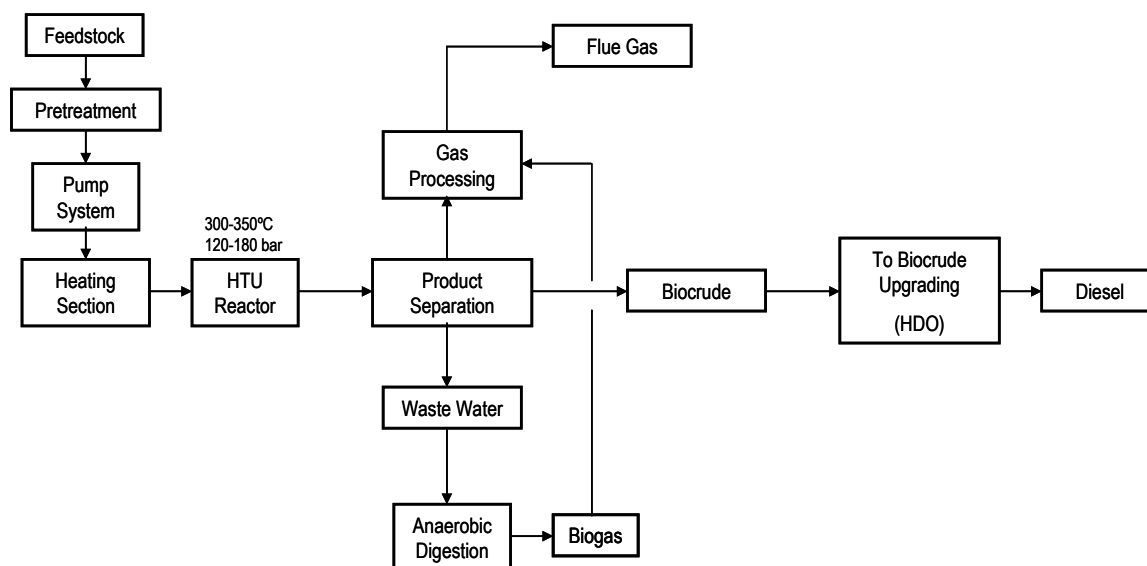 Feedstock
Flue Gas
Pretreatment
Gas
Processing
Pump
System
300-350ºC
120-180 bar
Heating
Section
HTU
Reactor
Product
Separation
Biocrude
To Biocrude
Upgrading
(HDO)
Diesel
Waste Water
Anaerobic
Digestion
Biogas